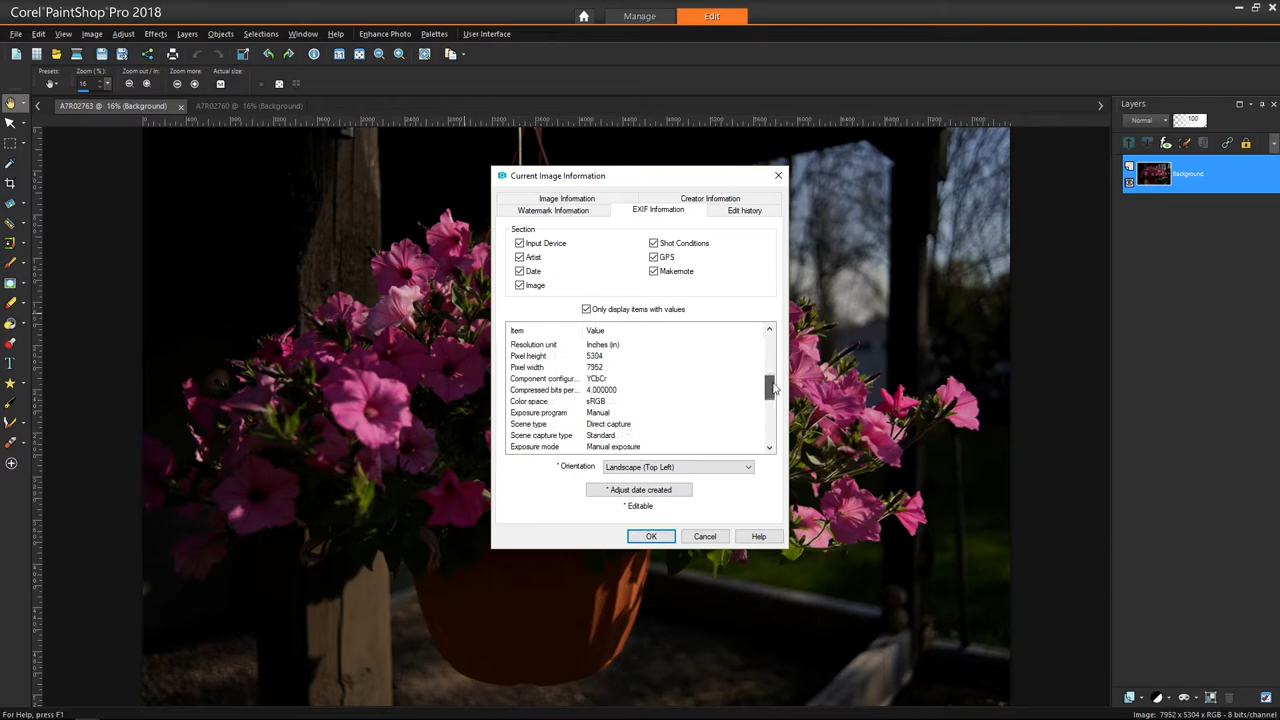 Corel PaintShop Pro 2018
Manage
Edit
File Edit View Image Adjust Effects Layers Objects Selections Window Help Enhance Photo Palettes User Interface
Presets: Zoom (%): Zoom out / In: Zoom more: Actual size:
16
A7R02763 @ 16% (Background)
A7R02760 @ 16% (Background)
Layers
Normal
100
Background
Current Image Information
Image Information
Creator Information
Watermark Information
EXIF Information
Edit history
Section
Input Device
Shot Conditions
Artist
GPS
Date
Makernote
Image
Only display items with values
Item Value
Resolution unit Inches (in)
Pixel height 5304
Pixel width 7952
Component configur... YCbCr
Compressed bits per... 4.000000
Color space sRGB
Exposure program Manual
Scene type Direct capture
Scene capture type Standard
Exposure mode Manual exposure
* Orientation Landscape (Top Left)
* Adjust date created
* Editable
OK Cancel Help
For Help, press F1
Image: 7952 x 5304 x RGB - 8 bits/channel